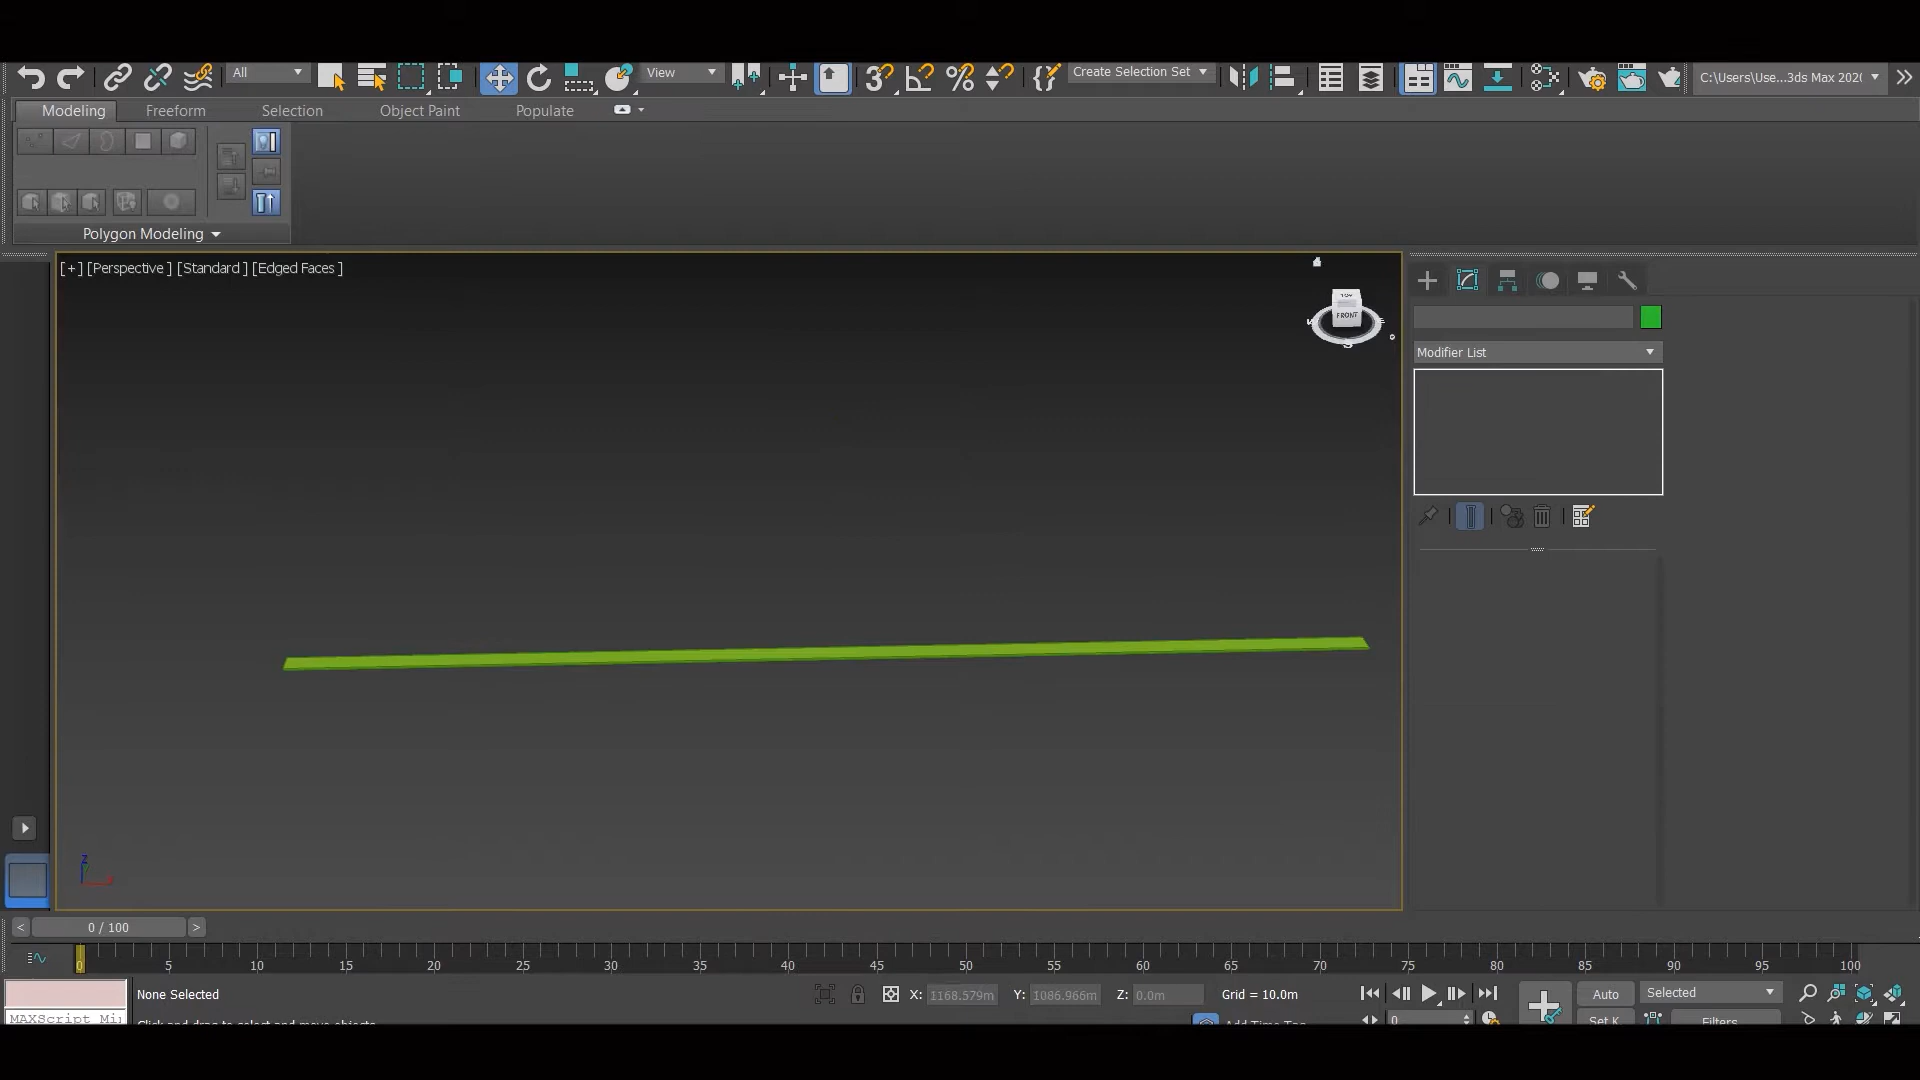 All
View
Create Selection Set
C:\Users\Use...3ds Max 202
Modeling Freeform Selection Object Paint Populate
Polygon Modeling
[+] [Perspective ] [Standard ] [Edged Faces ]
TOP
FRONT
S
Modifier List
z
x
< 0 / 100 >
0 5 10 15 20 25 30 35 40 45 50 55 60 65 70 75 80 85 90 95 100
None Selected
X: 1168.579m Y: 1086.966m Z: 0.0m Grid = 10.0m
Auto
Selected
MAXScript Mi
Click and drag to select and move objects
Add Time Tag
0
Set K
Filters